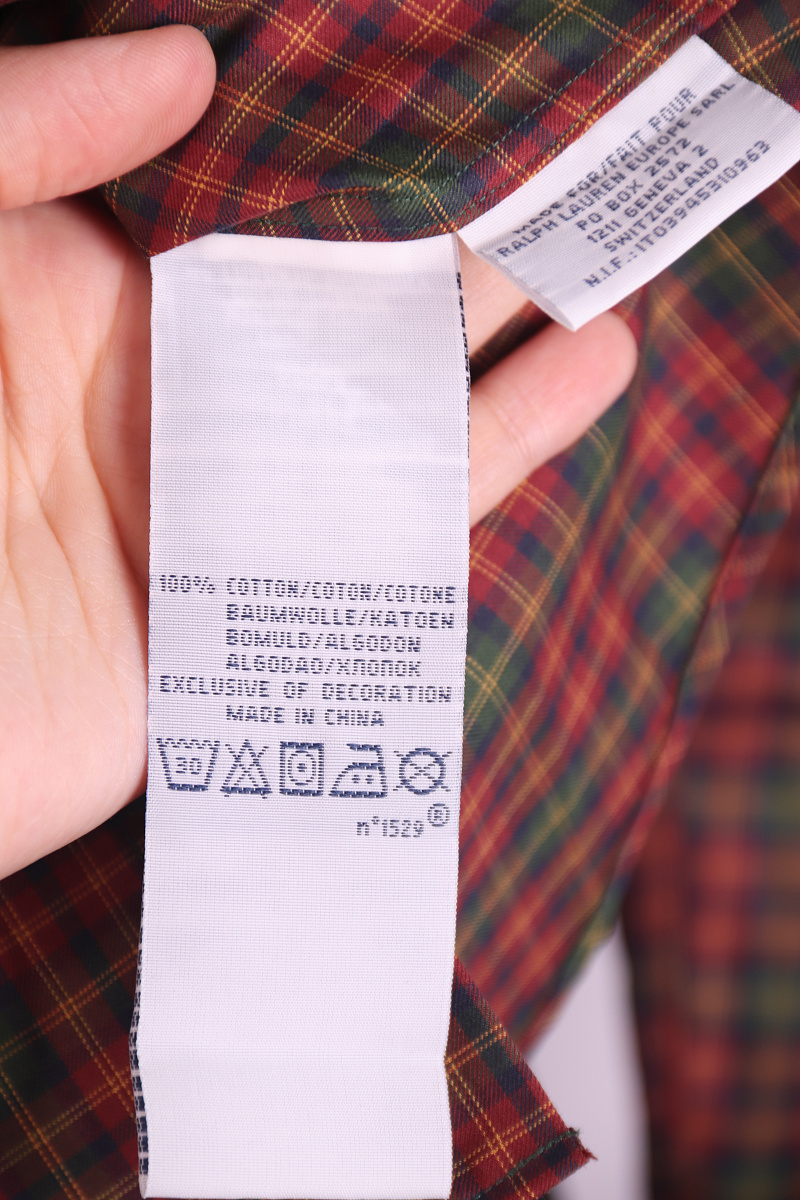 MADE FOR/FAIT POUR
RALPH LAUREN EUROPE SARL
PO BOX 2572
1211 GENEVA 2
SWITZERLAND
N.I.F.: IT03945310963
100% COTTON/COTON/COTONE
BAUMWOLLE/KATOEN
BOMULD/ALGODON
ALGODAO/ХЛОПОК
EXCLUSIVE OF DECORATION
MADE IN CHINA
30
n°1529®